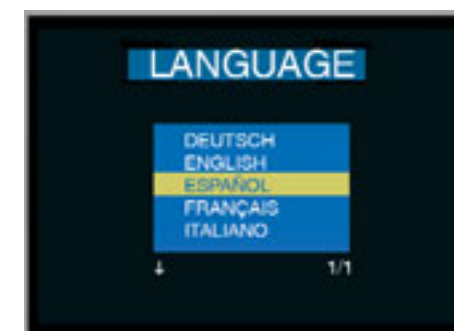 LANGUAGE
DEUTSCH
ENGLISH
ESPAÑOL
FRANÇAIS
ITALIANO
↓ 1/1